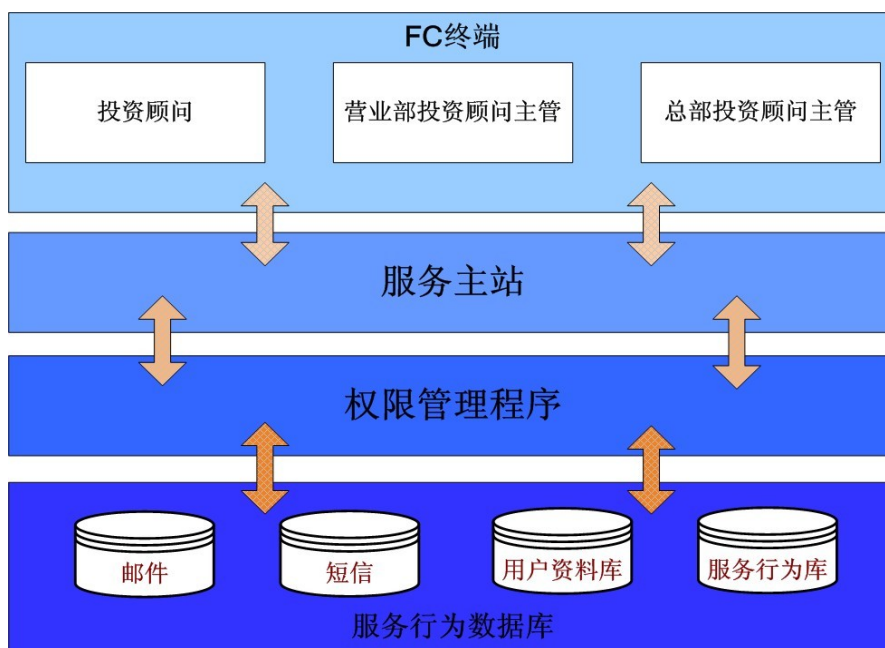 FC终端
投资顾问
营业部投资顾问主管
总部投资顾问主管
服务主站
权限管理程序
邮件
短信
用户资料库
服务行为库
服务行为数据库